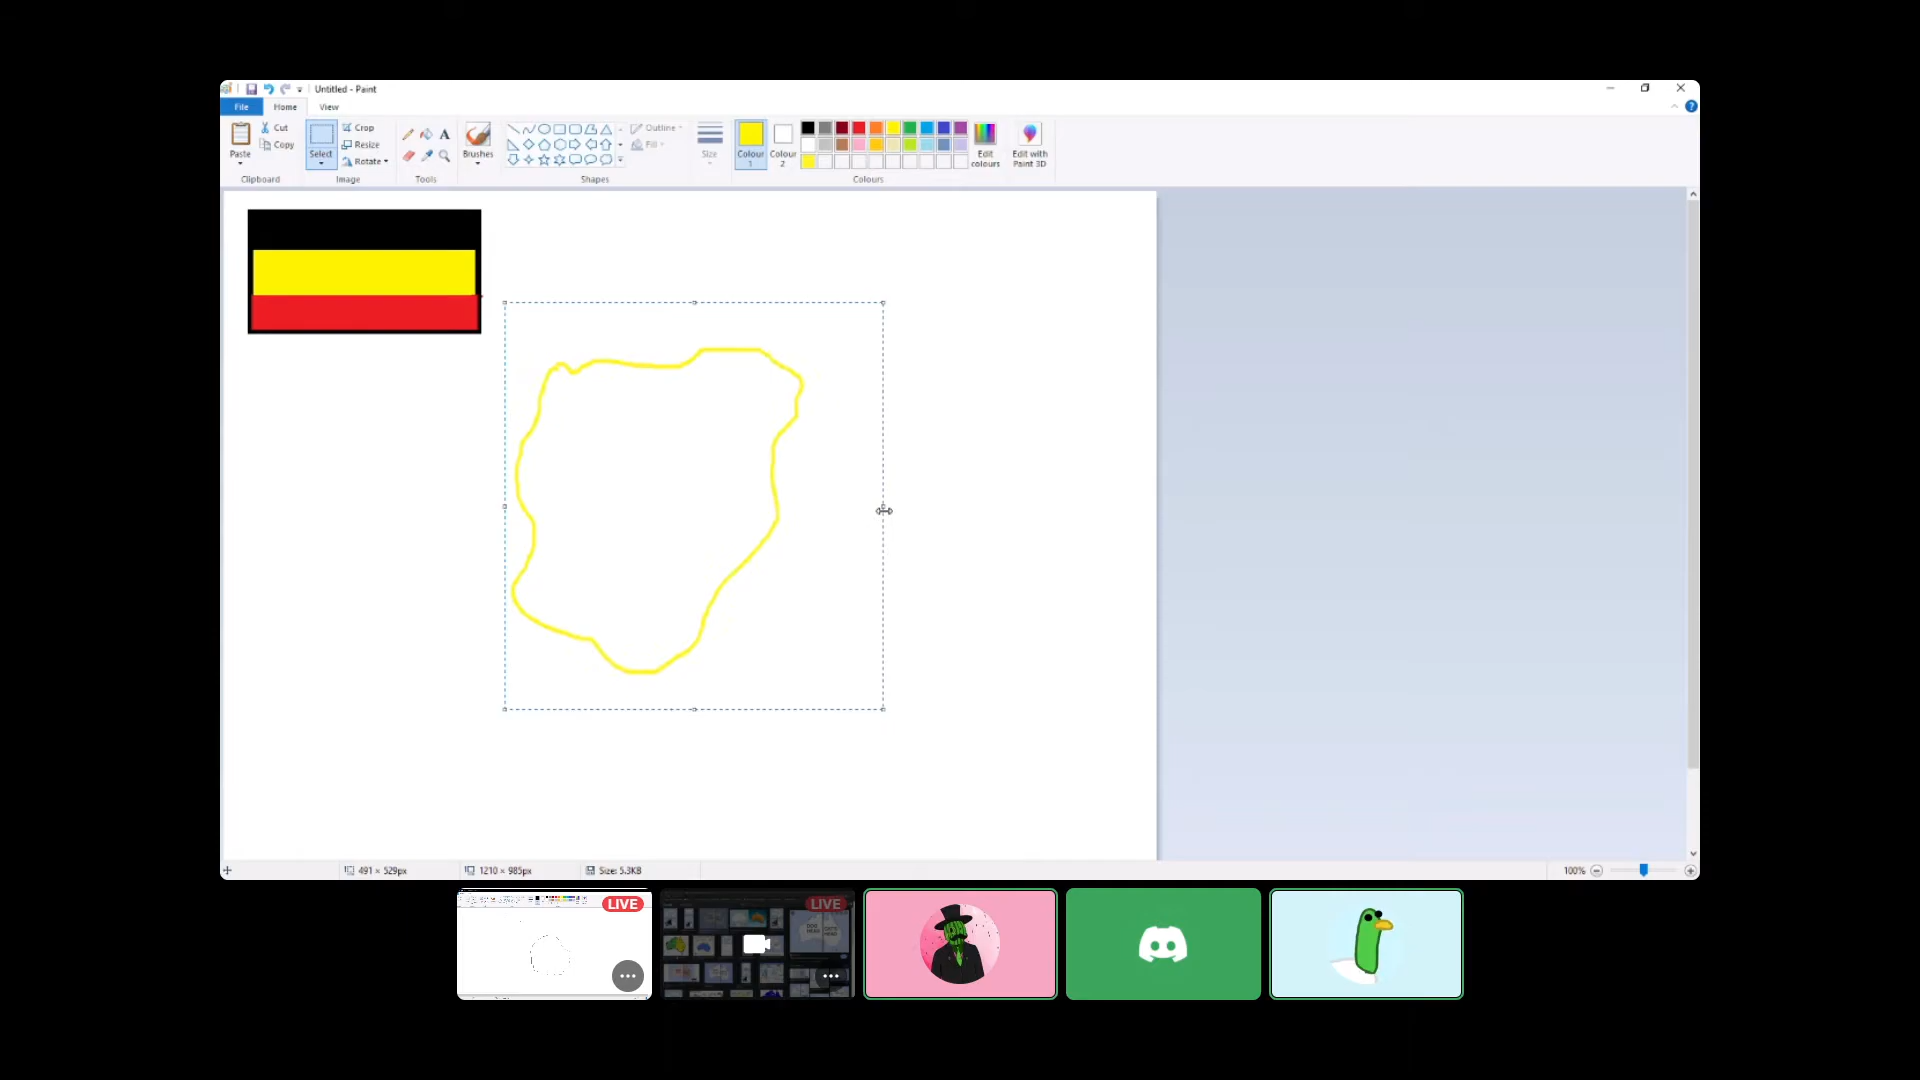 Untitled - Paint
File Home View
Paste
Cut
Copy
Clipboard
Select
Crop
Resize
Rotate
Image
A
Tools
Brushes
Outline
Fill
Shapes
Size
Colour
1
Colour
2
Edit
colours
Colours
Edit with
Paint 3D
?
491 × 529px
1210 × 985px
Size: 5.3KB
100%
LIVE
LIVE